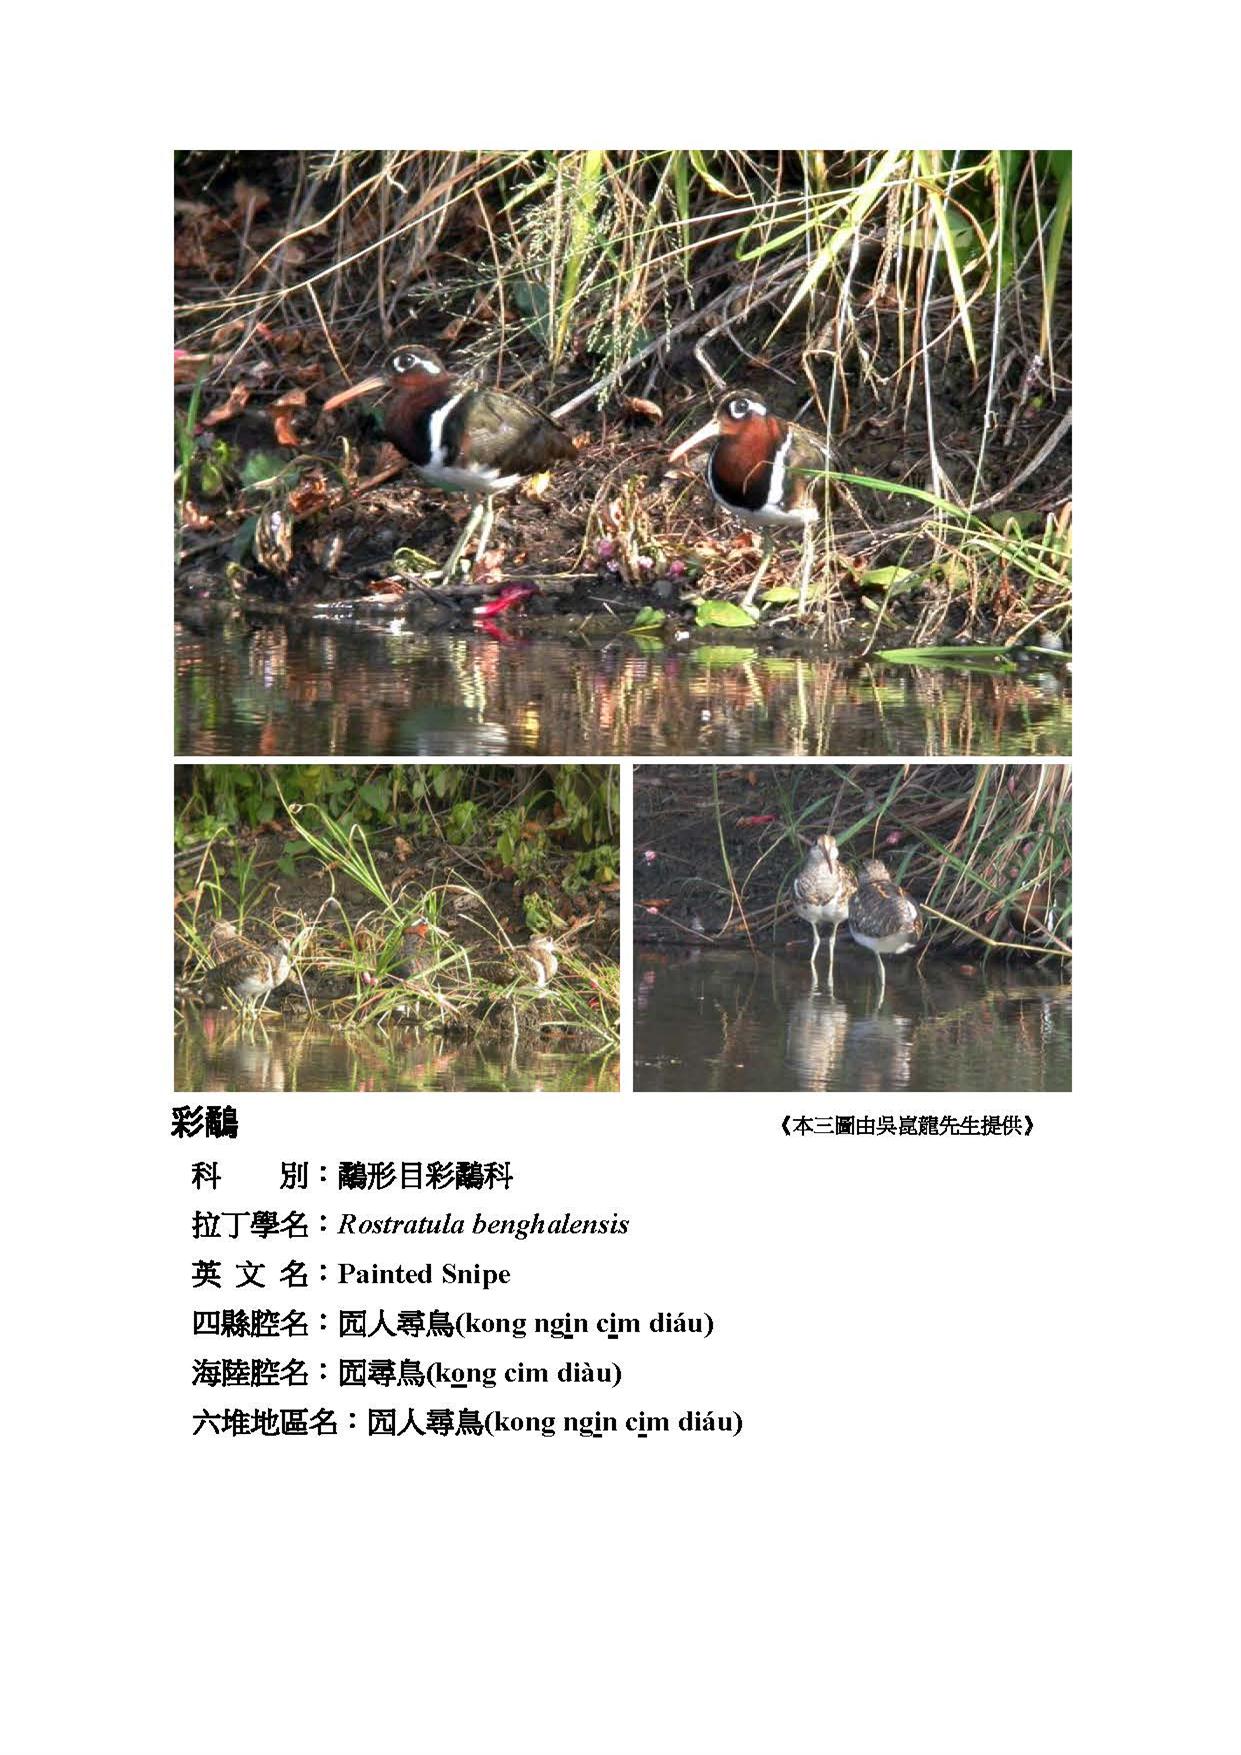 彩鷸
《本三圖由吳崑龍先生提供》
科　　別：鷸形目彩鷸科
拉丁學名：Rostratula benghalensis
英 文 名：Painted Snipe
四縣腔名：囥人尋鳥(kong ngin cim diáu)
海陸腔名：囥尋鳥(kong cim diàu)
六堆地區名：囥人尋鳥(kong ngin cim diáu)